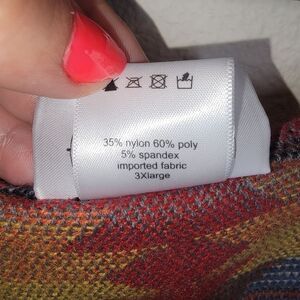 35% nylon 60% poly
5% spandex
imported fabric
3Xlarge